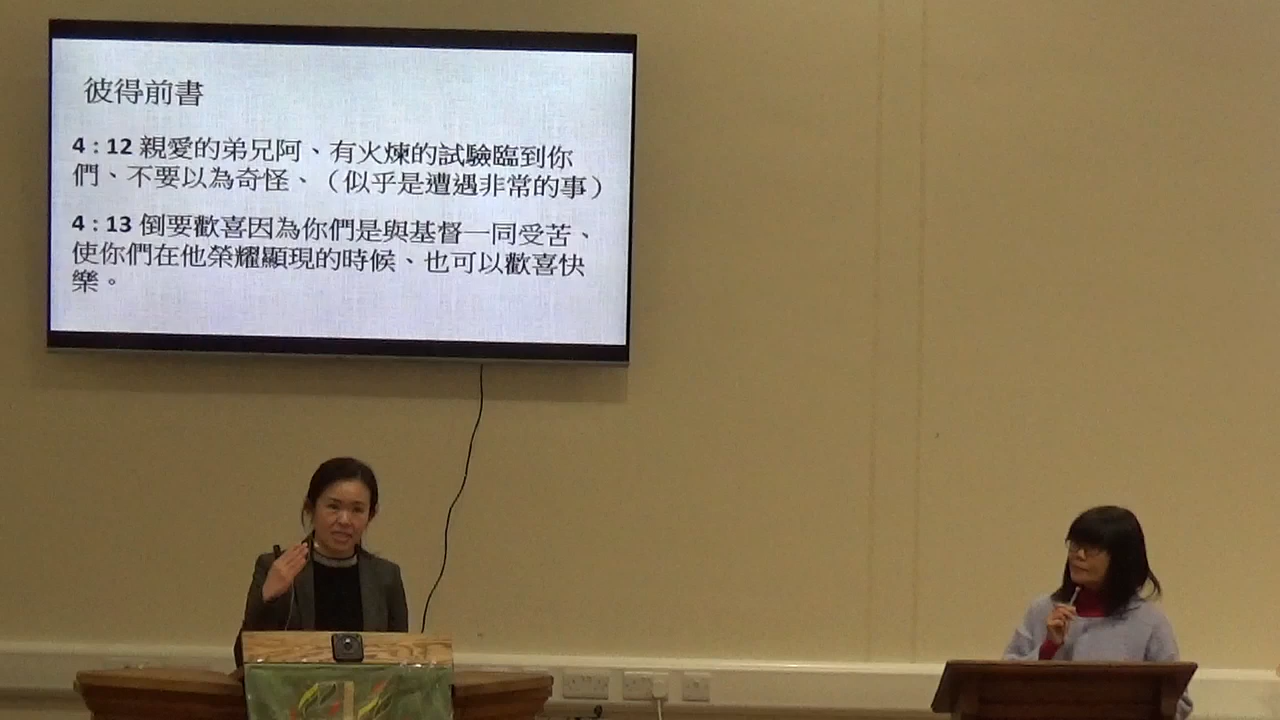 彼得前書
4 : 12 親愛的弟兄阿、有火煉的試驗臨到你
們、不要以為奇怪、（似乎是遭遇非常的事）
4 : 13 倒要歡喜因為你們是與基督一同受苦、
使你們在他榮耀顯現的時候、也可以歡喜快
樂。